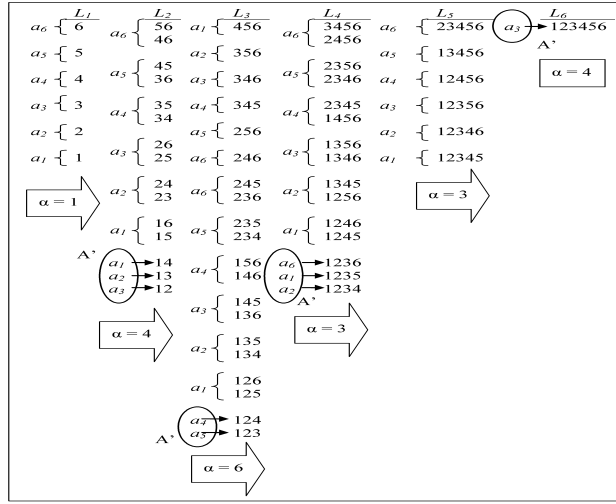 L₁
a₆ { 6
a₅ { 5
a₄ { 4
a₃ { 3
a₂ { 2
a₁ { 1
α = 1
L₂
a₆ { 56
46
a₅ { 45
36
a₄ { 35
34
a₃ { 26
25
a₂ { 24
23
a₁ { 16
15
A'
a₁ → 14
a₂ → 13
a₃ → 12
α = 4
L₃
a₁ { 456
a₂ { 356
a₃ { 346
a₄ { 345
a₅ { 256
a₆ { 246
a₆ { 245
236
a₅ { 235
234
a₄ { 156
146
a₃ { 145
136
a₂ { 135
134
a₁ { 126
125
a₄ → 124
a₅ → 123
A'
α = 6
L₄
a₆ { 3456
2456
a₅ { 2356
2346
a₄ { 2345
1456
a₃ { 1356
1346
a₂ { 1345
1256
a₁ { 1246
1245
a₆ → 1236
a₁ → 1235
a₂ → 1234
A'
α = 3
L₅
a₆ { 23456
a₅ { 13456
a₄ { 12456
a₃ { 12356
a₂ { 12346
a₁ { 12345
α = 3
L₆
a₃ → 123456
A'
α = 4